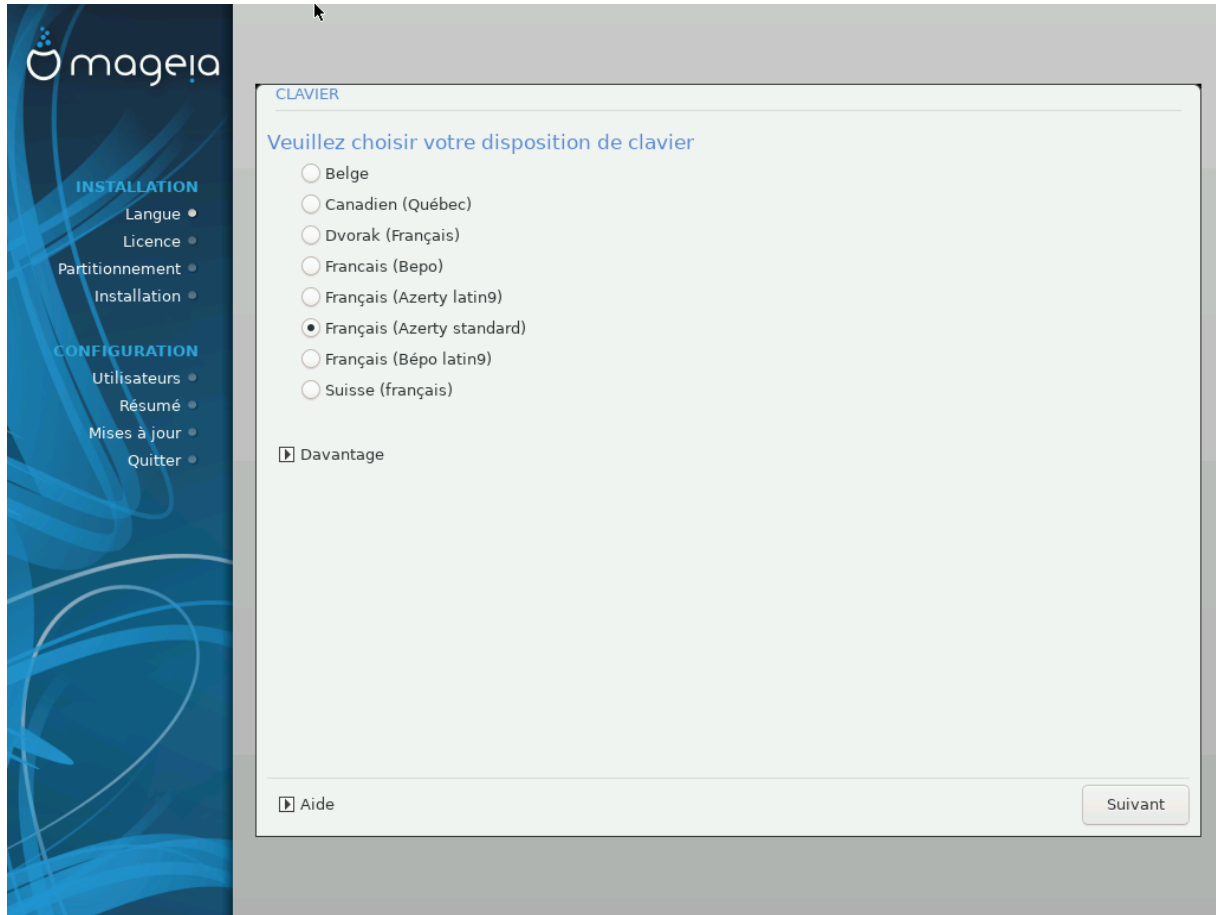 mageia
INSTALLATION
Langue
Licence
Partitionnement
Installation
CONFIGURATION
Utilisateurs
Résumé
Mises à jour
Quitter
CLAVIER
Veuillez choisir votre disposition de clavier
Belge
Canadien (Québec)
Dvorak (Français)
Francais (Bepo)
Français (Azerty latin9)
Français (Azerty standard)
Français (Bépo latin9)
Suisse (français)
Davantage
Aide
Suivant